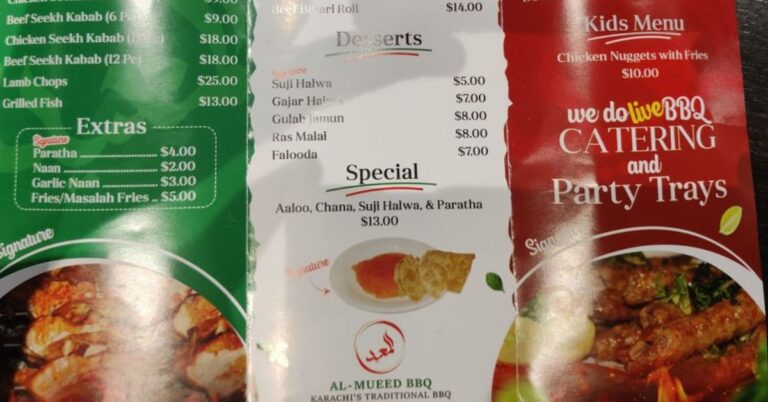 Beef Seekh Kabab (6 Pc) $9.00
Chicken Seekh Kabab $18.00
Beef Seekh Kabab (12 Pc) $18.00
Lamb Chops $25.00
Grilled Fish $13.00
Extras
Signature
Paratha $4.00
Naan $2.00
Garlic Naan $3.00
Fries/Masalah Fries .. $5.00
Signature
Beef Bihari Roll $14.00
Desserts
Signature
Suji Halwa $5.00
Gajar Halwa $7.00
Gulab jamun $8.00
Ras Malai $8.00
Falooda $7.00
Special
Aaloo, Chana, Suji Halwa, & Paratha
$13.00
Signature
المعيد
AL-MUEED BBQ
KARACHI'S TRADITIONAL BBQ
Kids Menu
Chicken Nuggets with Fries
$10.00
we do live BBQ
CATERING
and
Party Trays